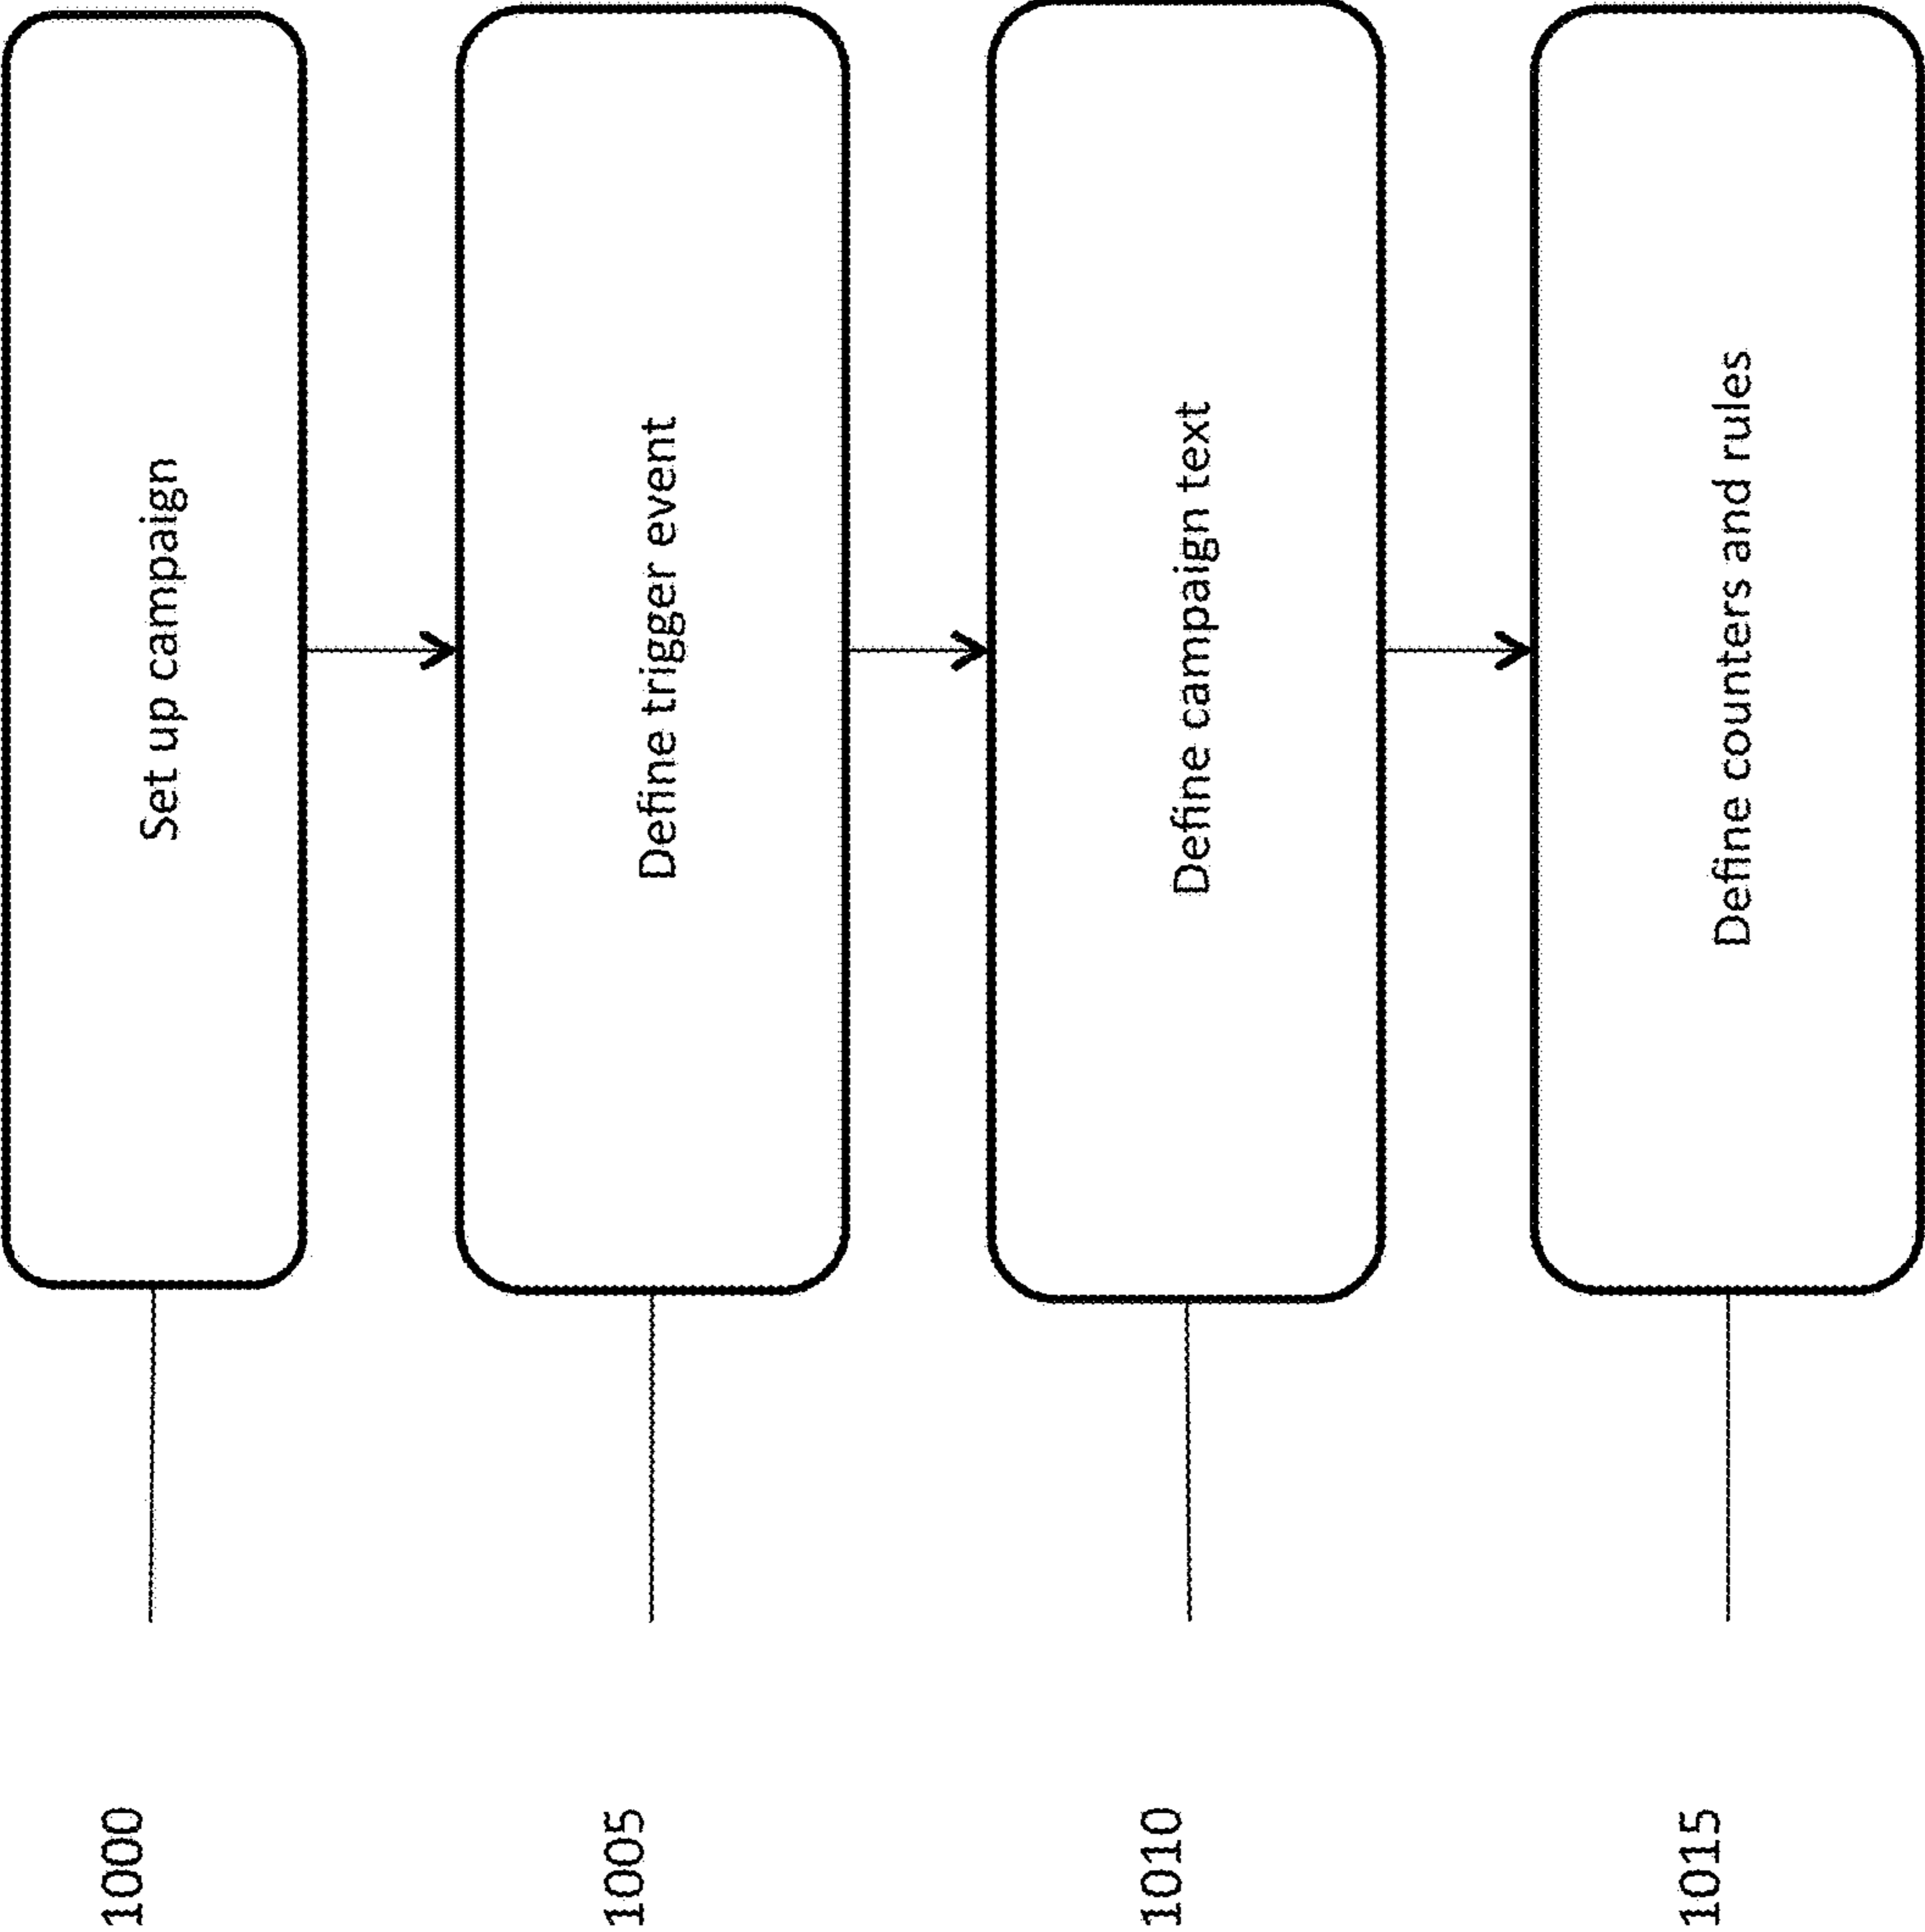 1000
Set up campaign
1005
Define trigger event
1010
Define campaign text
1015
Define counters and rules